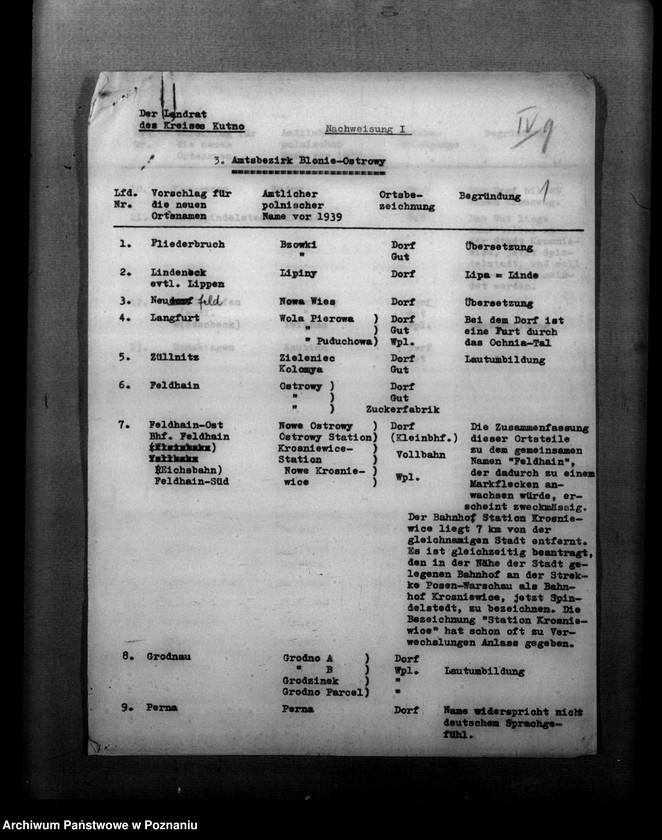 Der Landrat
des Kreises Kutno
Nachweisung I
IV 9
3. Amtsbezirk Blonie-Ostrowy
1
Lfd. Vorschlag für Amtlicher Ortsbe- Begründung
Nr. die neuen polnischer zeichnung
Ortsnamen Name vor 1939
1. Fliederbruch Bzowki Dorf Übersetzung
" Gut
2. Lindeneck Lipiny Dorf Lipa = Linde
evtl. Lippen
3. Neudorf feld Nowa Wies Dorf Übersetzung
4. Langfurt Wola Pierowa ) Dorf Bei dem Dorf ist
" ) Gut eine Furt durch
" Puduchowa) Wpl. das Ochnia-Tal
5. Züllnitz Zieleniec Dorf Lautumbildung
Kolomya Gut
6. Feldhain Ostrowy ) Dorf
" ) Gut
" ) Zuckerfabrik
7. Feldhain-Ost Nowe Ostrowy ) Dorf Die Zusammenfassung
Bhf. Feldhain Ostrowy Station) (Kleinbhf.) dieser Ortsteile
(Kleinbahn) Krosniewice- ) zu dem gemeinsamen
Vollbahn Station ) Vollbahn Namen "Feldhain",
(Eichsbahn) Nowe Krosnie- ) der dadurch zu einem
Feldhain-Süd wice ) Wpl. Markflecken an-
wachsen würde, er-
scheint zweckmässig.
Der Bahnhof Station Krosnie-
wice liegt 7 km von der
gleichnamigen Stadt entfernt.
Es ist gleichzeitig beantragt,
den in der Nähe der Stadt ge-
legenen Bahnhof an der Strek-
ke Posen-Warschau als Bahn-
hof Krosniewice, jetzt Spin-
delstedt, zu bezeichnen. Die
Bezeichnung "Station Krosnie-
wice" hat schon oft zu Ver-
wechslungen Anlass gegeben.
8. Grodnau Grodno A ) Dorf
" B ) Wpl. Lautumbildung
Grodzinek ) "
Grodno Parcel) "
9. Perna Perna Dorf Name widerspricht nicht
deutschem Sprachge-
fühl.
Archiwum Państwowe w Poznaniu